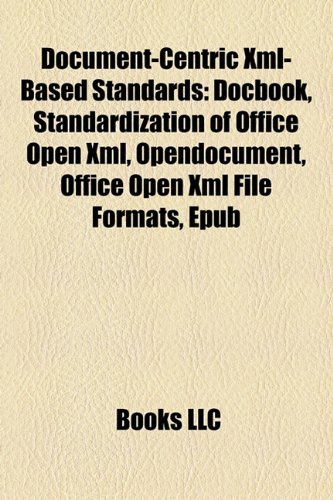 Document-Centric Xml-
Based Standards: Docbook,
Standardization of Office
Open Xml, Opendocument,
Office Open Xml File
Formats, Epub
Books LLC